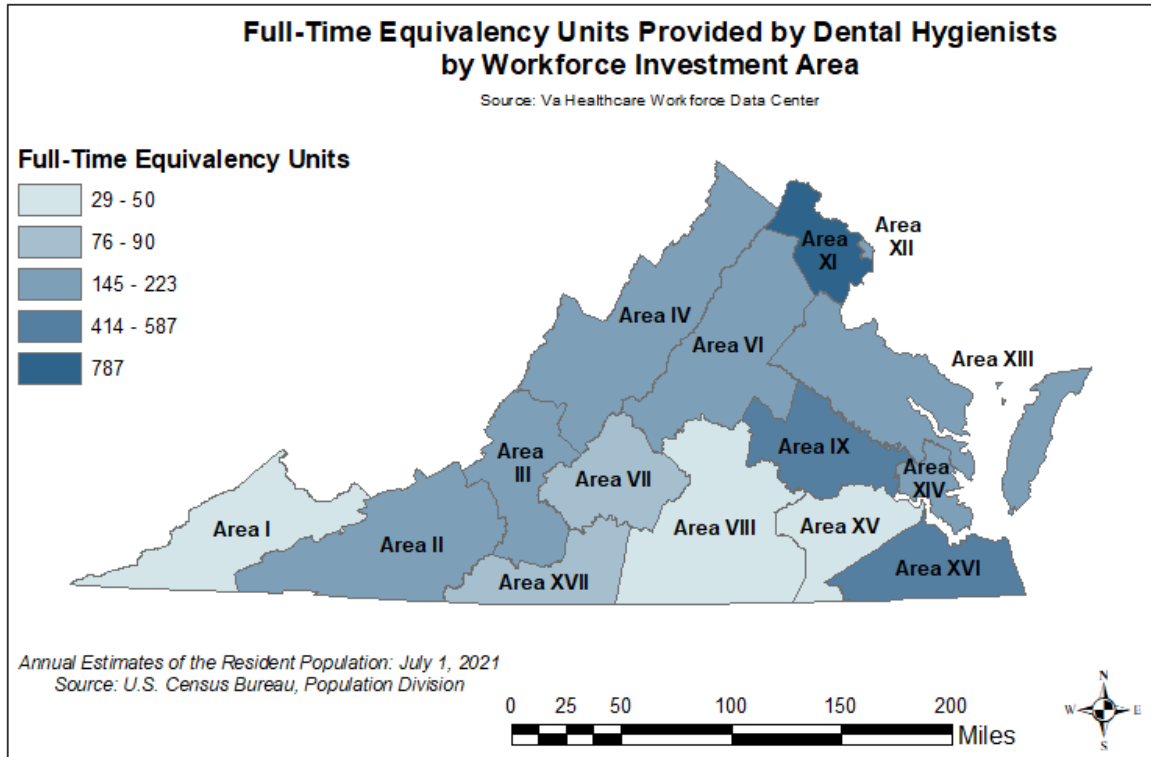 Full-Time Equivalency Units Provided by Dental Hygienists
by Workforce Investment Area
Source: Va Healthcare Workforce Data Center
Full-Time Equivalency Units
29 - 50
76 - 90
145 - 223
414 - 587
787
Area
XI
Area
XII
Area IV
Area VI
Area XIII
Area
III
Area IX
Area VII
Area
XIV
Area I
Area II
Area VIII
Area XV
Area XVII
Area XVI
Annual Estimates of the Resident Population: July 1, 2021
Source: U.S. Census Bureau, Population Division
0 25 50 100 150 200
Miles
N
W E
S